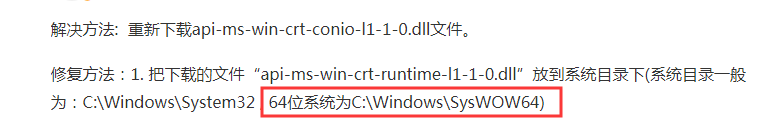 解决方法: 重新下载api-ms-win-crt-conio-l1-1-0.dll文件。
修复方法：1. 把下载的文件“api-ms-win-crt-runtime-l1-1-0.dll”放到系统目录下(系统目录一般
为：C:\Windows\System32 64位系统为C:\Windows\SysWOW64)